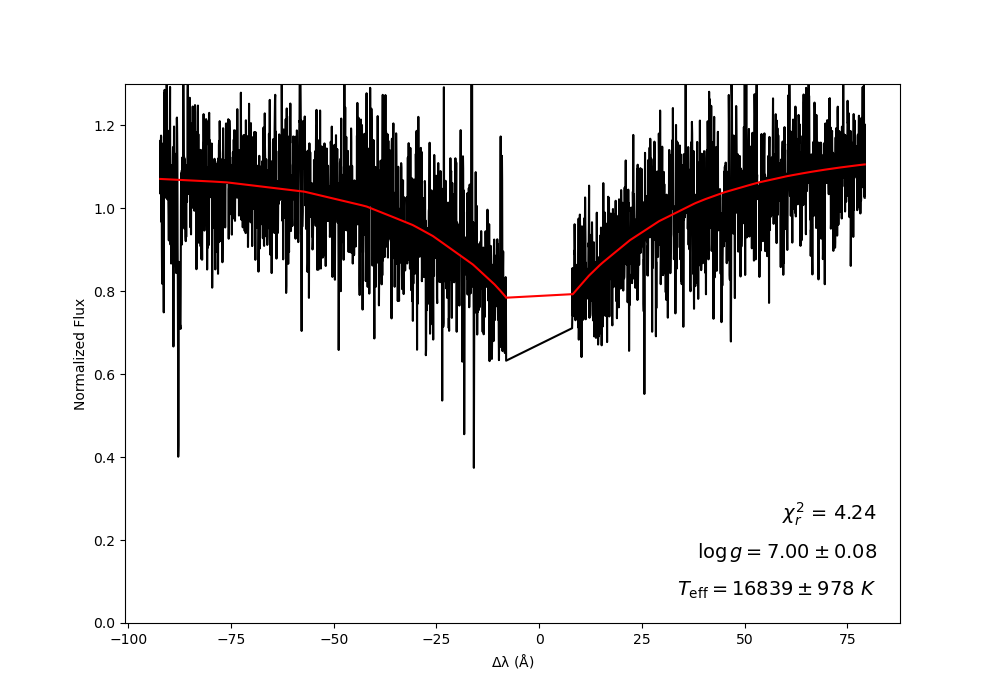 1.2
1.0
0.8
0.6
0.4
0.2
0.0
Normalized Flux
χ²ᵣ = 4.24
log g = 7.00 ± 0.08
T_eff = 16839 ± 978 K
−100 −75 −50 −25 0 25 50 75
Δλ (Å)